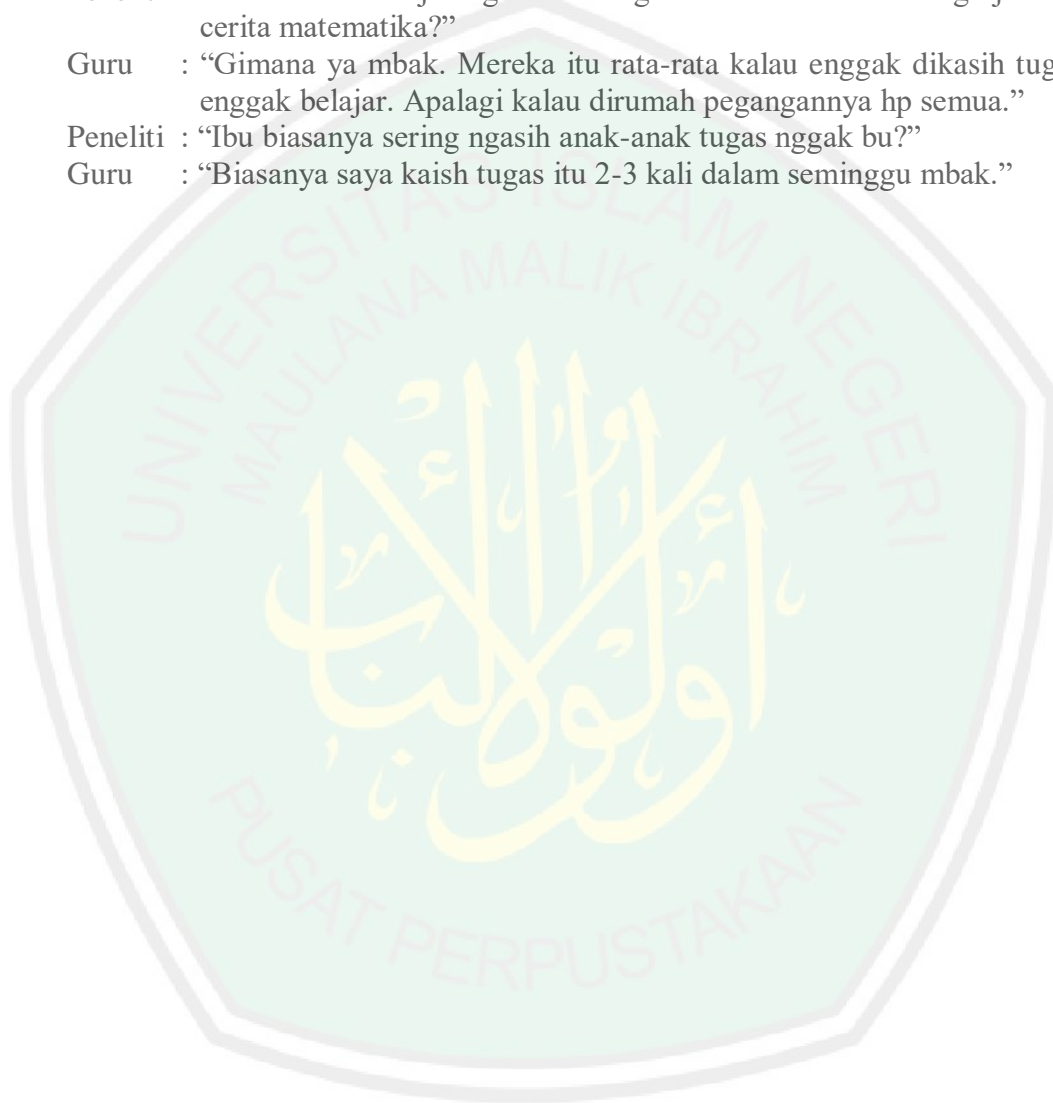 cerita matematika?”
Guru : “Gimana ya mbak. Mereka itu rata-rata kalau enggak dikasih tug
enggak belajar. Apalagi kalau dirumah pegangannya hp semua.”
Peneliti : “Ibu biasanya sering ngasih anak-anak tugas nggak bu?”
Guru : “Biasanya saya kaish tugas itu 2-3 kali dalam seminggu mbak.”
UNIVERSITAS ISLAM NEGERI
MAULANA MALIK IBRAHIM
أولوا الألباب
PUSAT PERPUSTAKAAN